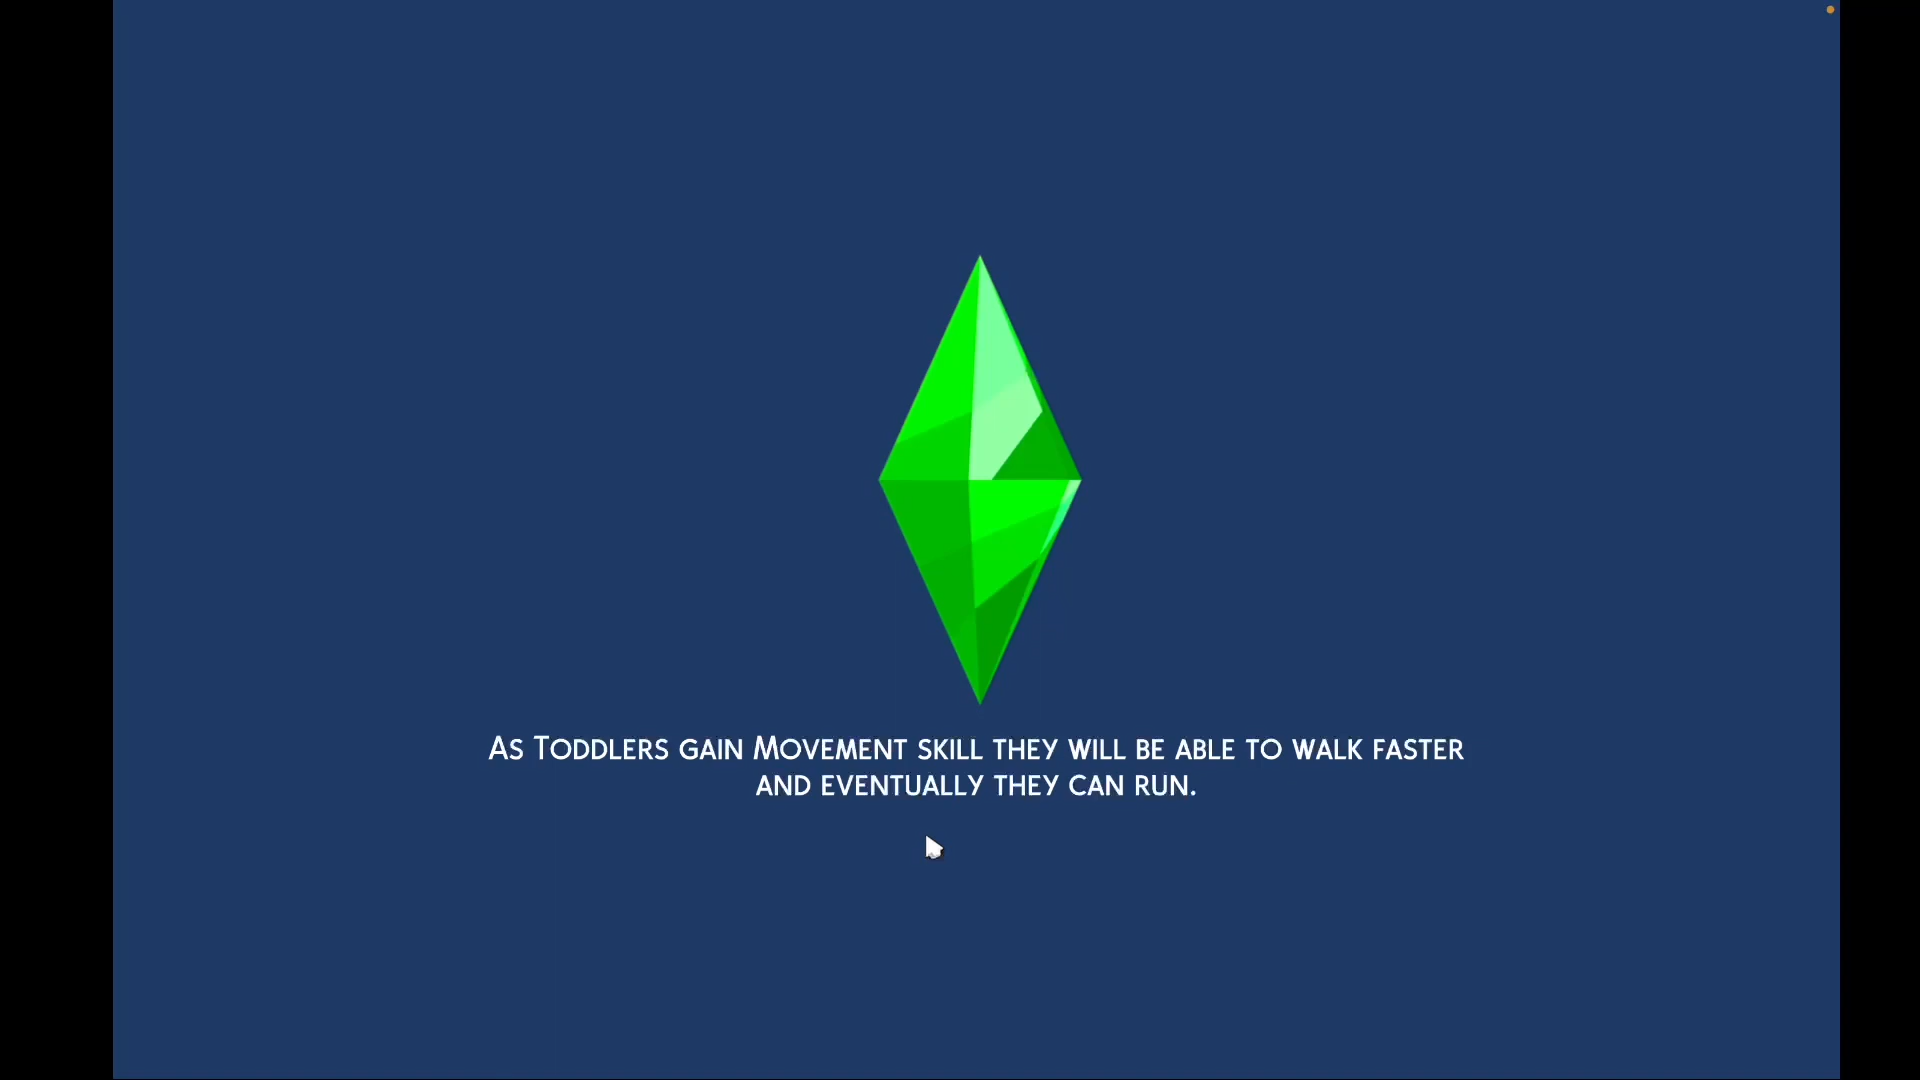 As Toddlers gain Movement skill they will be able to walk faster
and eventually they can run.